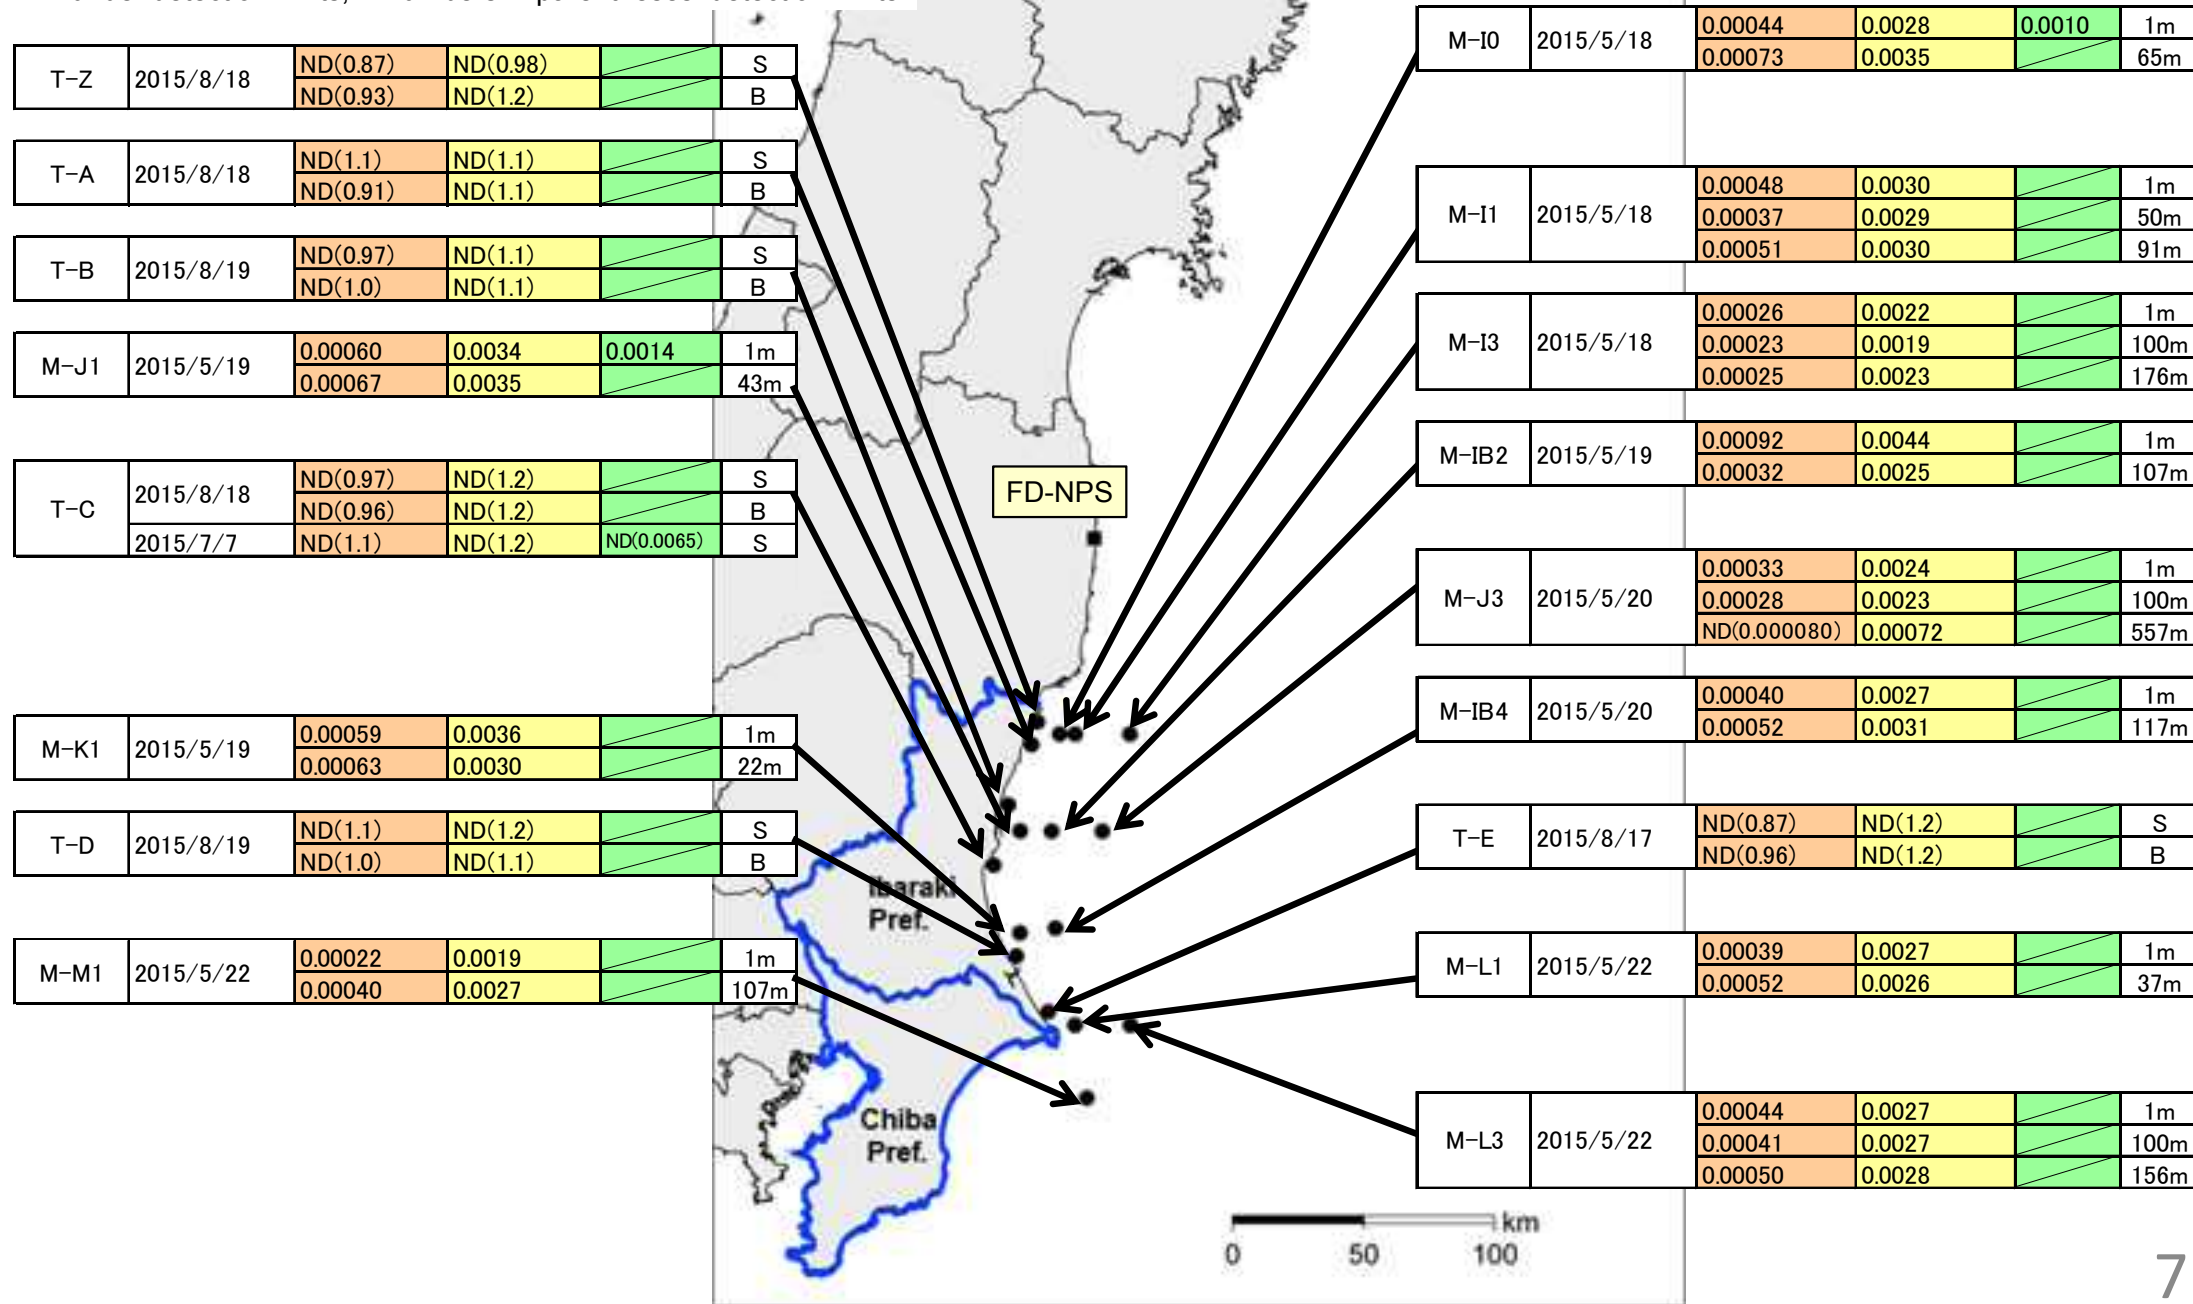 T-Z 2015/8/18 ND(0.87) ND(0.98) S
ND(0.93) ND(1.2) B
T-A 2015/8/18 ND(1.1) ND(1.1) S
ND(0.91) ND(1.1) B
T-B 2015/8/19 ND(0.97) ND(1.1) S
ND(1.0) ND(1.1) B
M-J1 2015/5/19 0.00060 0.0034 0.0014 1m
0.00067 0.0035 43m
T-C 2015/8/18 ND(0.97) ND(1.2) S
ND(0.96) ND(1.2) B
2015/7/7 ND(1.1) ND(1.2) ND(0.0065) S
M-K1 2015/5/19 0.00059 0.0036 1m
0.00063 0.0030 22m
T-D 2015/8/19 ND(1.1) ND(1.2) S
ND(1.0) ND(1.1) B
M-M1 2015/5/22 0.00022 0.0019 1m
0.00040 0.0027 107m
FD-NPS
Ibaraki
Pref.
Chiba
Pref.
km
0 50 100
M-I0 2015/5/18 0.00044 0.0028 0.0010 1m
0.00073 0.0035 65m
M-I1 2015/5/18 0.00048 0.0030 1m
0.00037 0.0029 50m
0.00051 0.0030 91m
M-I3 2015/5/18 0.00026 0.0022 1m
0.00023 0.0019 100m
0.00025 0.0023 176m
M-IB2 2015/5/19 0.00092 0.0044 1m
0.00032 0.0025 107m
M-J3 2015/5/20 0.00033 0.0024 1m
0.00028 0.0023 100m
ND(0.000080) 0.00072 557m
M-IB4 2015/5/20 0.00040 0.0027 1m
0.00052 0.0031 117m
T-E 2015/8/17 ND(0.87) ND(1.2) S
ND(0.96) ND(1.2) B
M-L1 2015/5/22 0.00039 0.0027 1m
0.00052 0.0026 37m
M-L3 2015/5/22 0.00044 0.0027 1m
0.00041 0.0027 100m
0.00050 0.0028 156m
7